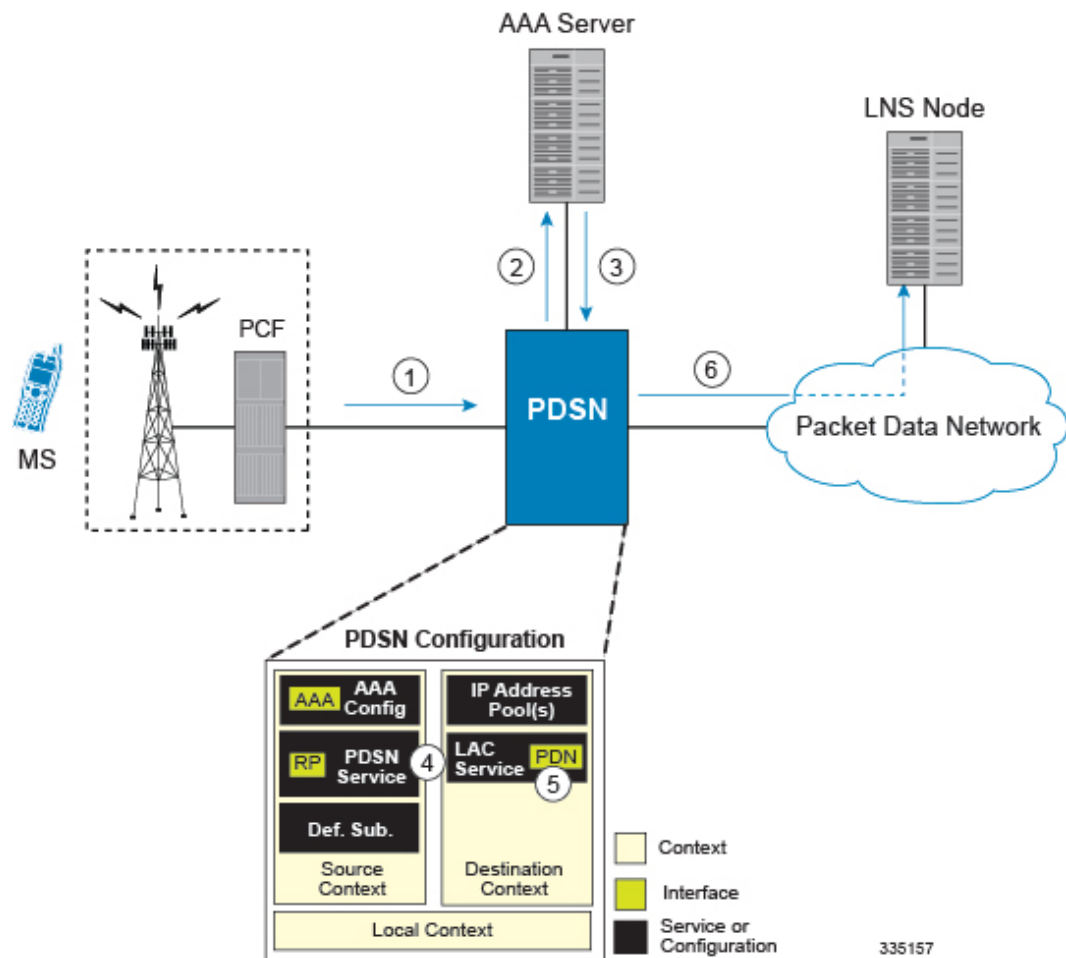 AAA Server
LNS Node
2
3
PCF
MS
1
PDSN
6
Packet Data Network
PDSN Configuration
AAA
AAA
Config
RP
PDSN
Service
4
Def. Sub.
Source
Context
IP Address
Pool(s)
LAC
Service
PDN
5
Destination
Context
Local Context
Context
Interface
Service or
Configuration
335157